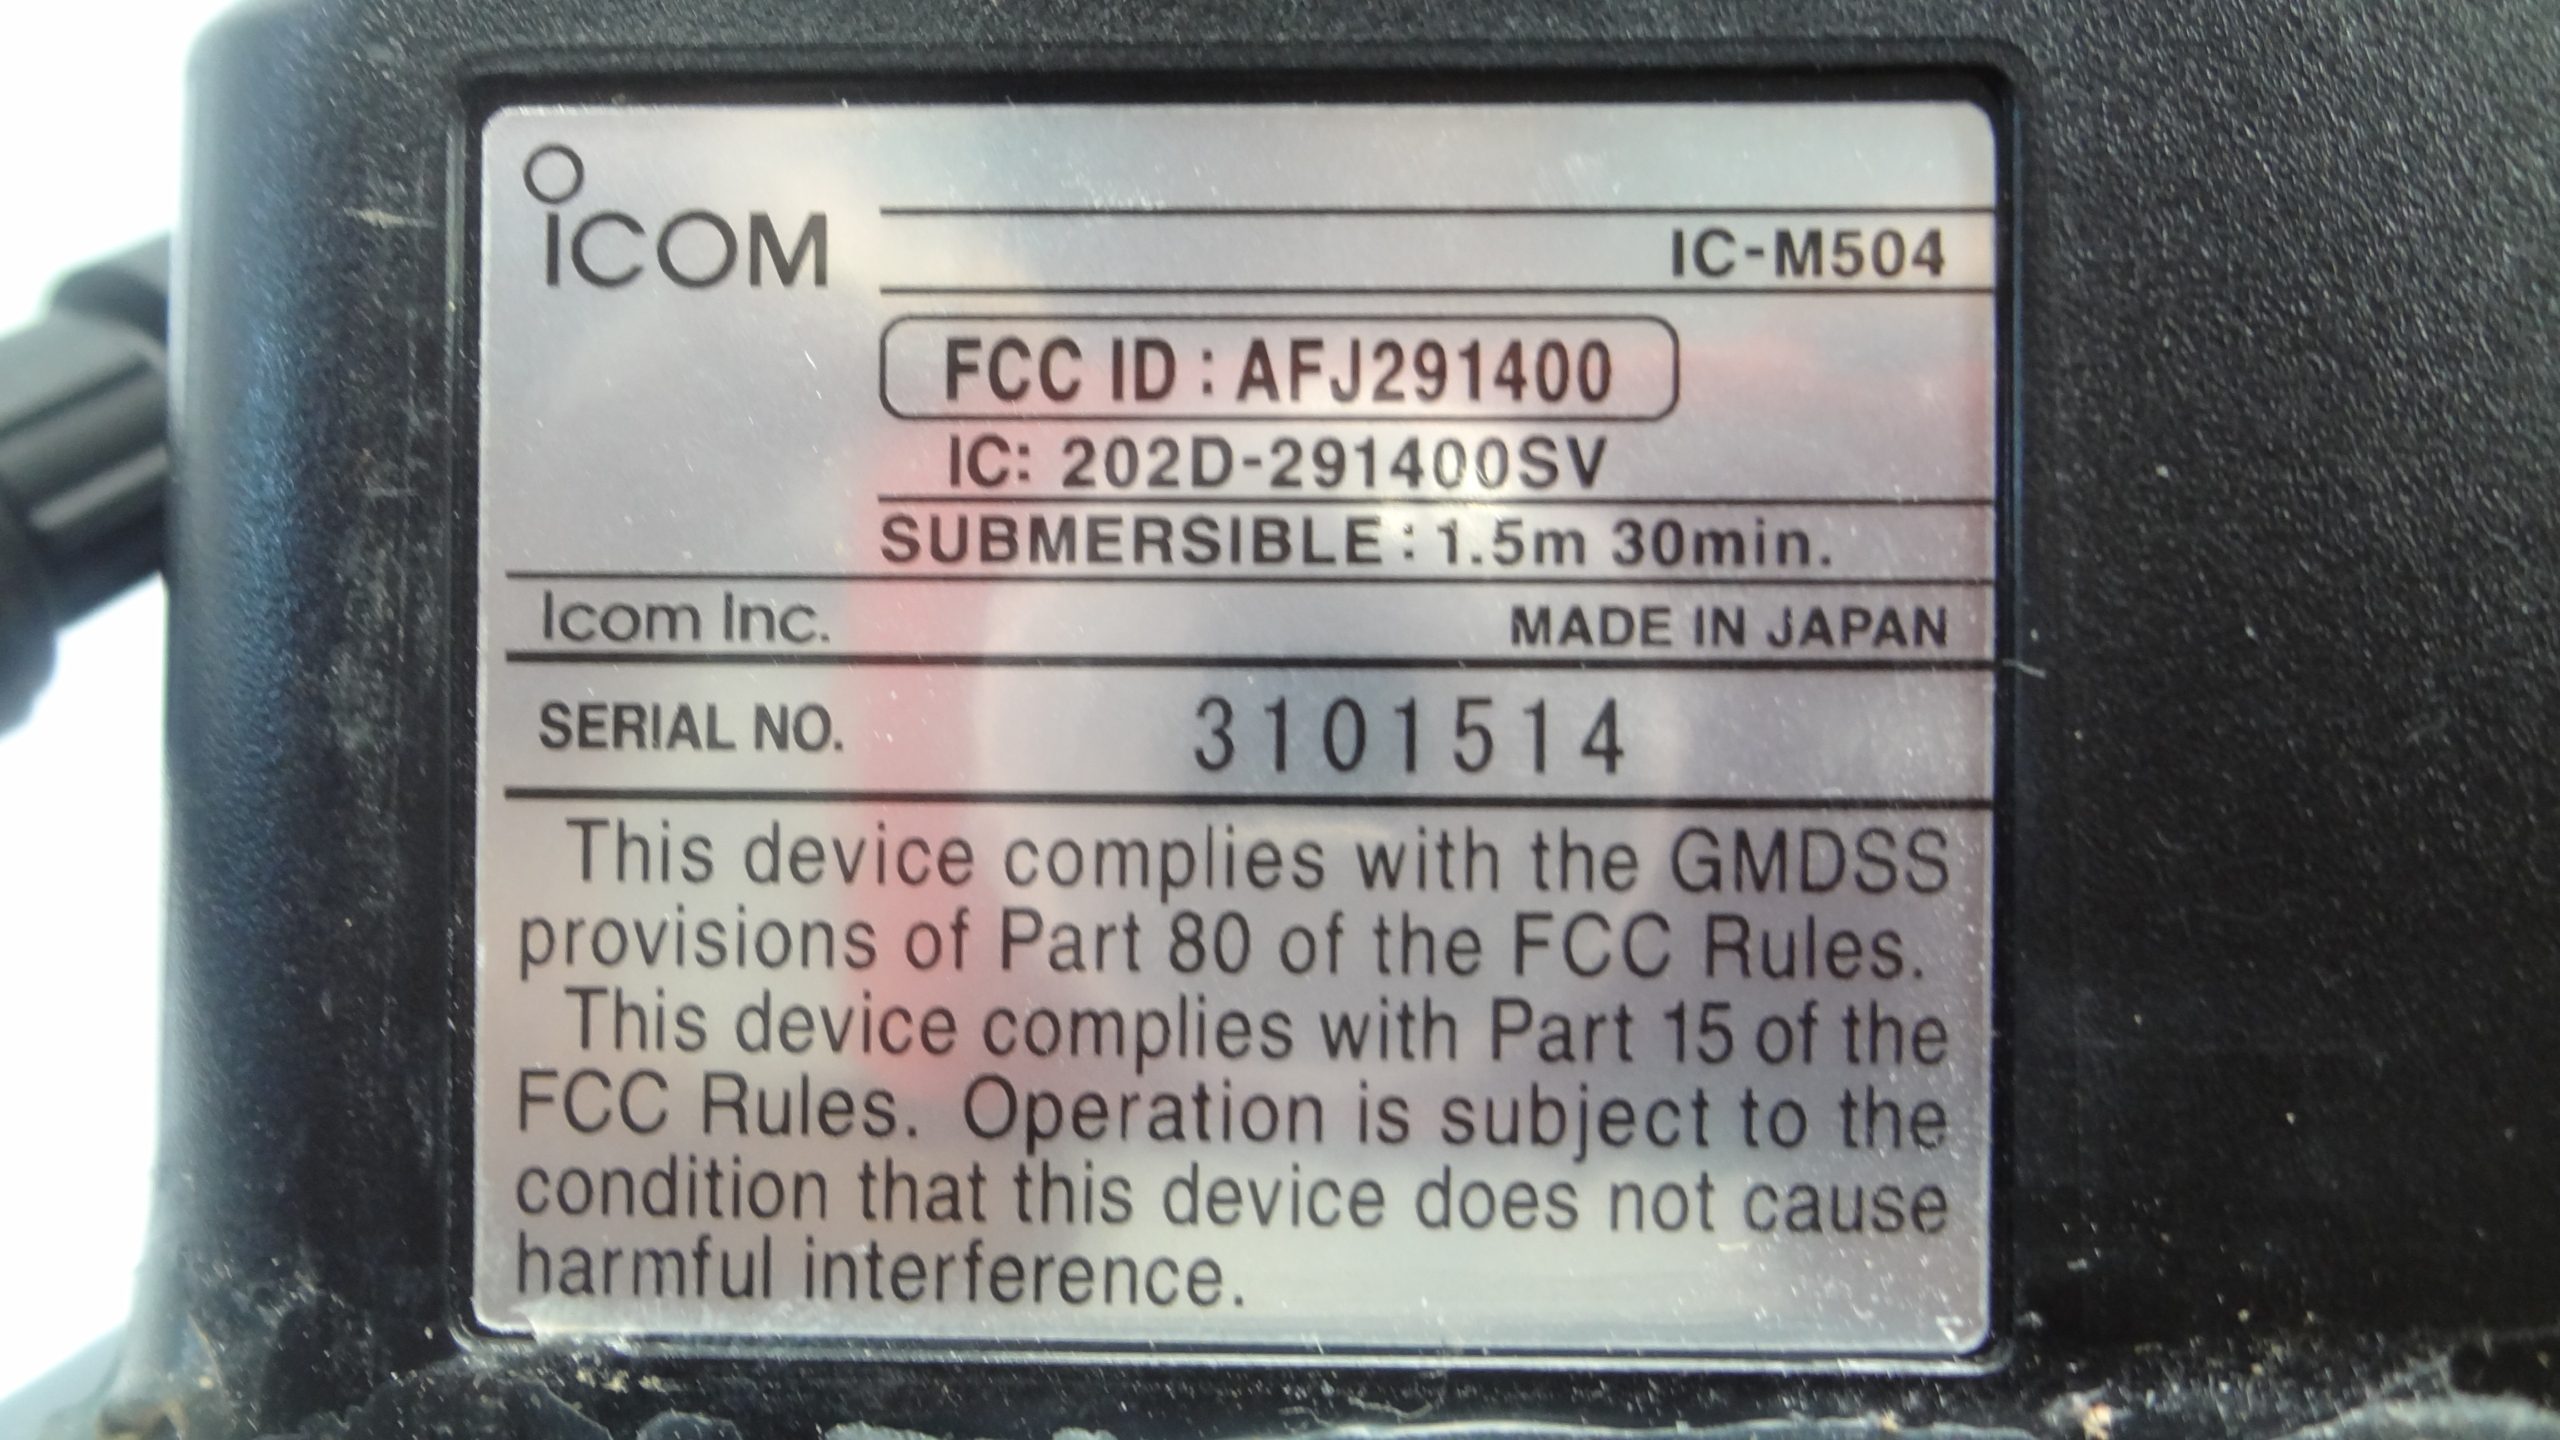 ICOM
IC-M504
FCC ID : AFJ291400
IC: 202D-291400SV
SUBMERSIBLE : 1.5m 30min.
Icom Inc. MADE IN JAPAN
SERIAL NO. 3101514
This device complies with the GMDSS
provisions of Part 80 of the FCC Rules.
This device complies with Part 15 of the
FCC Rules. Operation is subject to the
condition that this device does not cause
harmful interference.